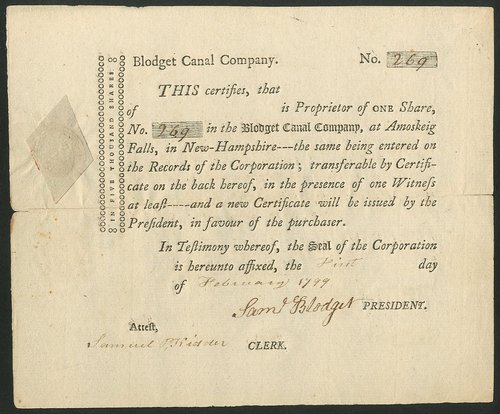 Blodget Canal Company. No. 269
THIS certifies, that
of is Proprietor of ONE Share,
No. 269 in the Blodget Canal Company, at Amoskeig
Falls, in New-Hampshire---the same being entered on
the Records of the Corporation; transferable by Certifi-
cate on the back hereof, in the presence of one Witneſs
at leaſt----and a new Certificate will be issued by the
Preſident, in favour of the purchaser.
In Teſtimony whereof, the Seal of the Corporation
is hereunto affixed, the First day
of February 1799
Samˡ Blodget PRESIDENT.
Attest,
Samuel P. Kidder CLERK.